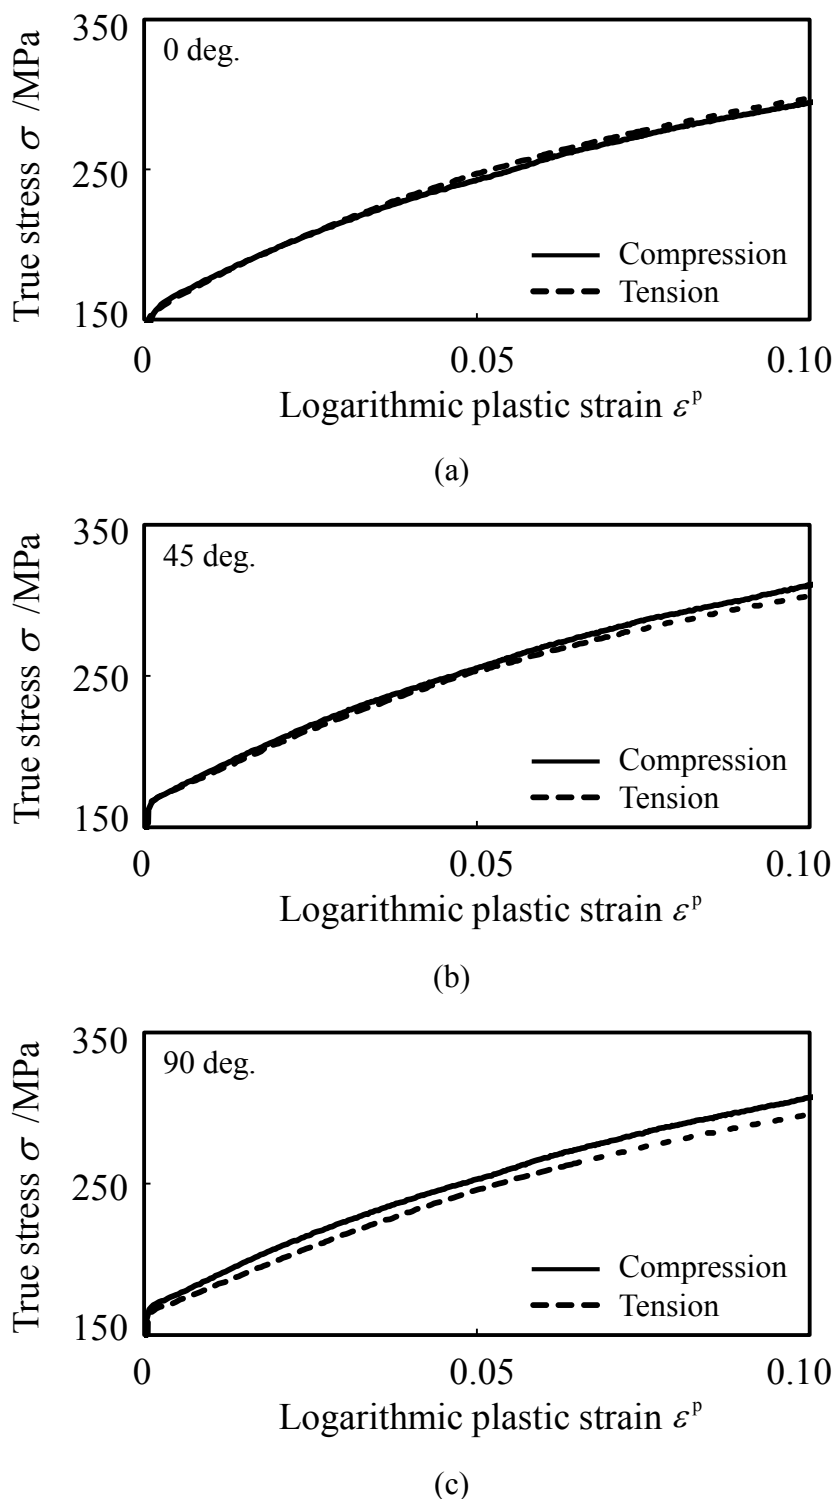 350
0 deg.
True stress σ /MPa
250
Compression
Tension
150
0 0.05 0.10
Logarithmic plastic strain εᵖ
(a)
350
45 deg.
True stress σ /MPa
250
Compression
Tension
150
0 0.05 0.10
Logarithmic plastic strain εᵖ
(b)
350
90 deg.
True stress σ /MPa
250
Compression
Tension
150
0 0.05 0.10
Logarithmic plastic strain εᵖ
(c)